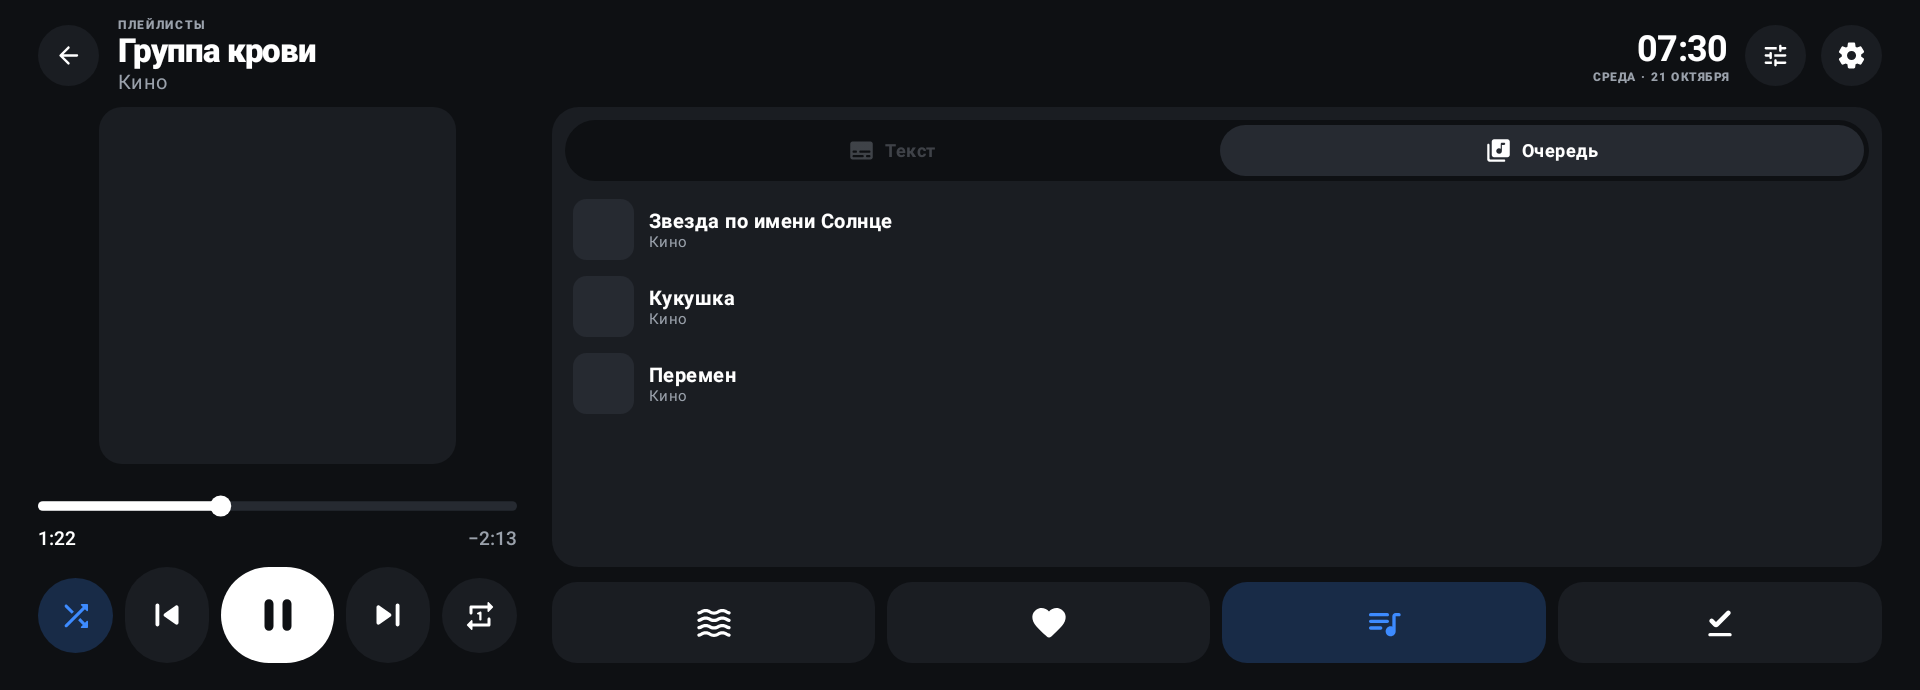 ПЛЕЙЛИСТЫ
Группа крови
Кино
07:30
СРЕДА · 21 ОКТЯБРЯ
Текст
Очередь
Звезда по имени Солнце
Кино
Кукушка
Кино
Перемен
Кино
1:22
−2:13
1